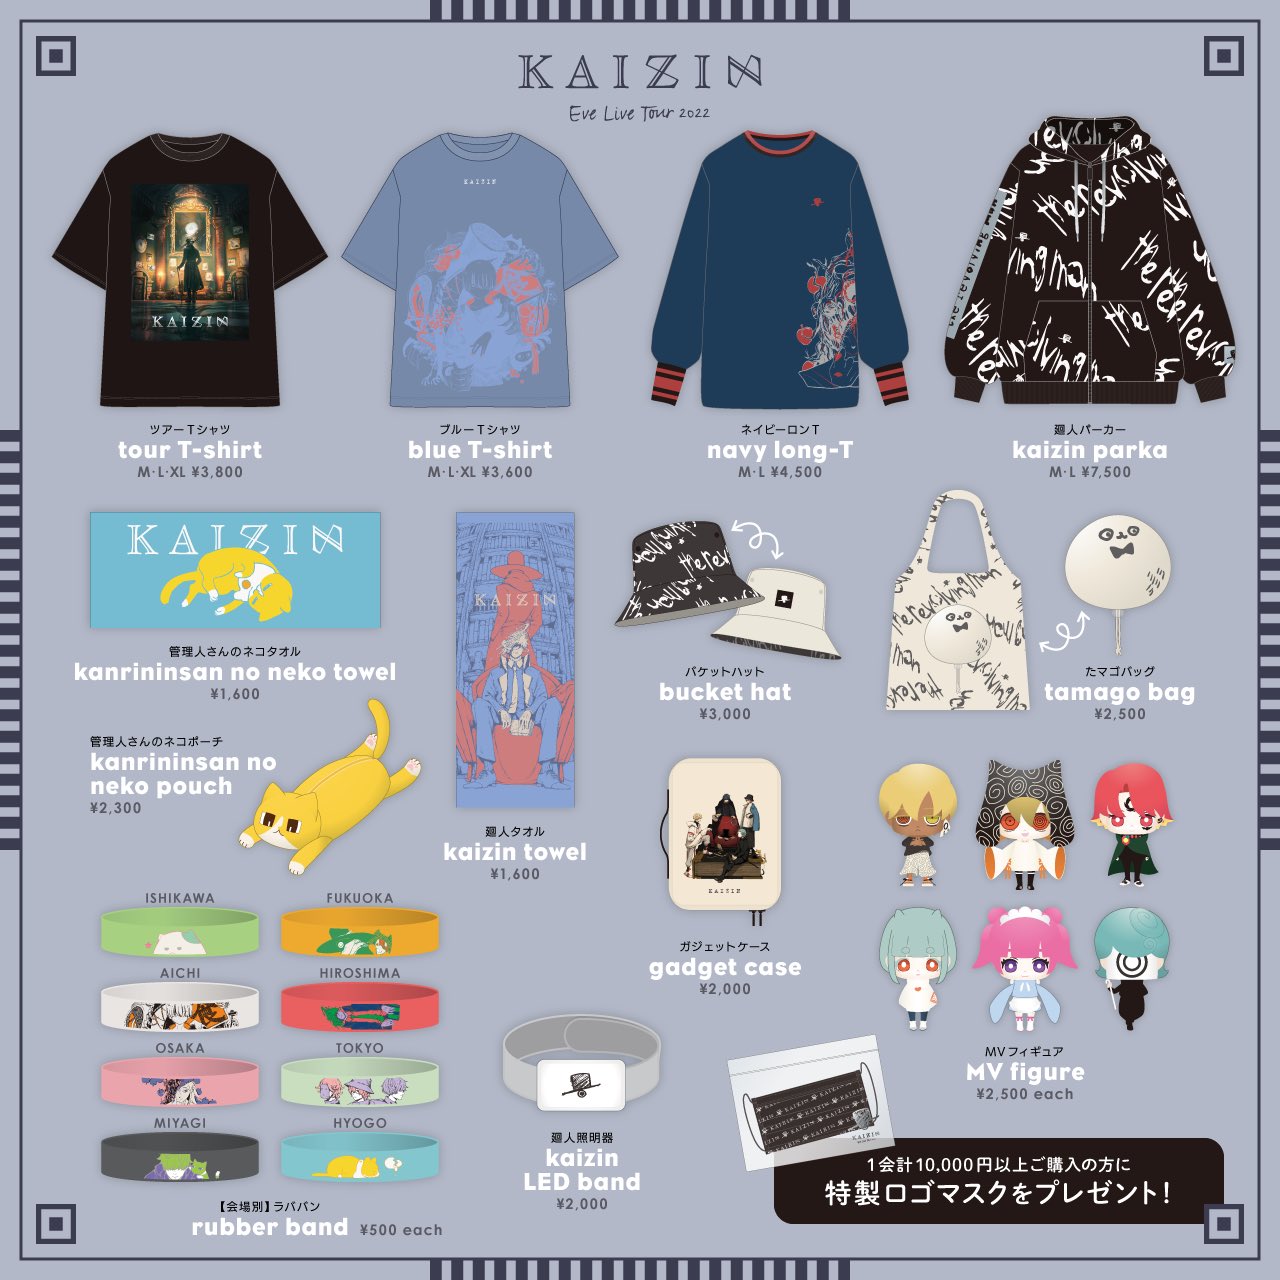 KAIZIN
Eve Live Tour 2022
KAIZIN
KAIZIN
ツアーTシャツ
tour T-shirt
M・L・XL ¥3,800
ブルーTシャツ
blue T-shirt
M・L・XL ¥3,600
ネイビーロンT
navy long-T
M・L ¥4,500
廻人パーカー
kaizin parka
M・L ¥7,500
KAIZIN
管理人さんのネコタオル
kanrininsan no neko towel
¥1,600
管理人さんのネコポーチ
kanrininsan no
neko pouch
¥2,300
KAIZIN
廻人タオル
kaizin towel
¥1,600
バケットハット
bucket hat
¥3,000
たマゴバッグ
tamago bag
¥2,500
KAIZIN
ガジェットケース
gadget case
¥2,000
MVフィギュア
MV figure
¥2,500 each
ISHIKAWA
FUKUOKA
AICHI
HIROSHIMA
OSAKA
TOKYO
MIYAGI
HYOGO
【会場別】ラババン
rubber band ¥500 each
廻人照明器
kaizin
LED band
¥2,000
KAIZIN
1会計10,000円以上ご購入の方に
特製ロゴマスクをプレゼント!